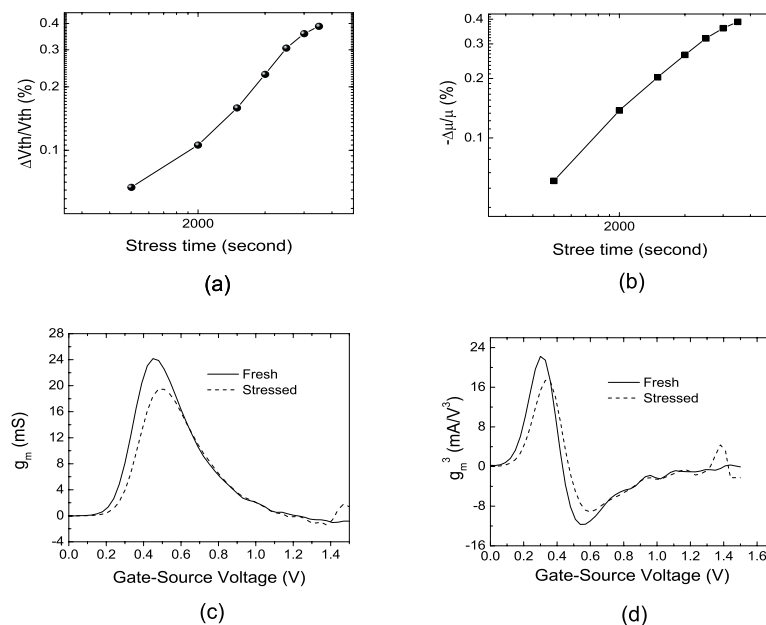 0.4
0.3
0.2
0.1
ΔVth/Vth (%)
2000
Stress time (second)
(a)
0.4
0.3
0.2
0.1
-Δμ/μ (%)
2000
Stree time (second)
(b)
28
24
20
16
12
8
4
0
-4
g_m (mS)
Fresh
Stressed
0.0 0.2 0.4 0.6 0.8 1.0 1.2 1.4
Gate-Source Voltage (V)
(c)
24
16
8
0
-8
-16
g_m^3 (mA/V^3)
Fresh
Stressed
0.0 0.2 0.4 0.6 0.8 1.0 1.2 1.4 1.6
Gate-Source Voltage (V)
(d)